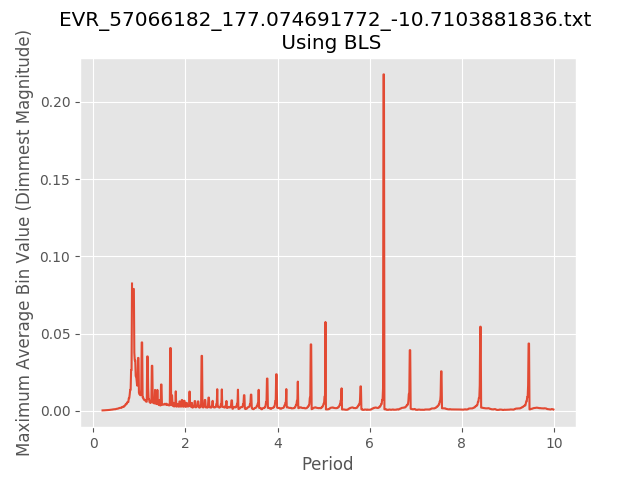 EVR_57066182_177.074691772_-10.7103881836.txt
Using BLS
Maximum Average Bin Value (Dimmest Magnitude)
0.20
0.15
0.10
0.05
0.00
0 2 4 6 8 10
Period